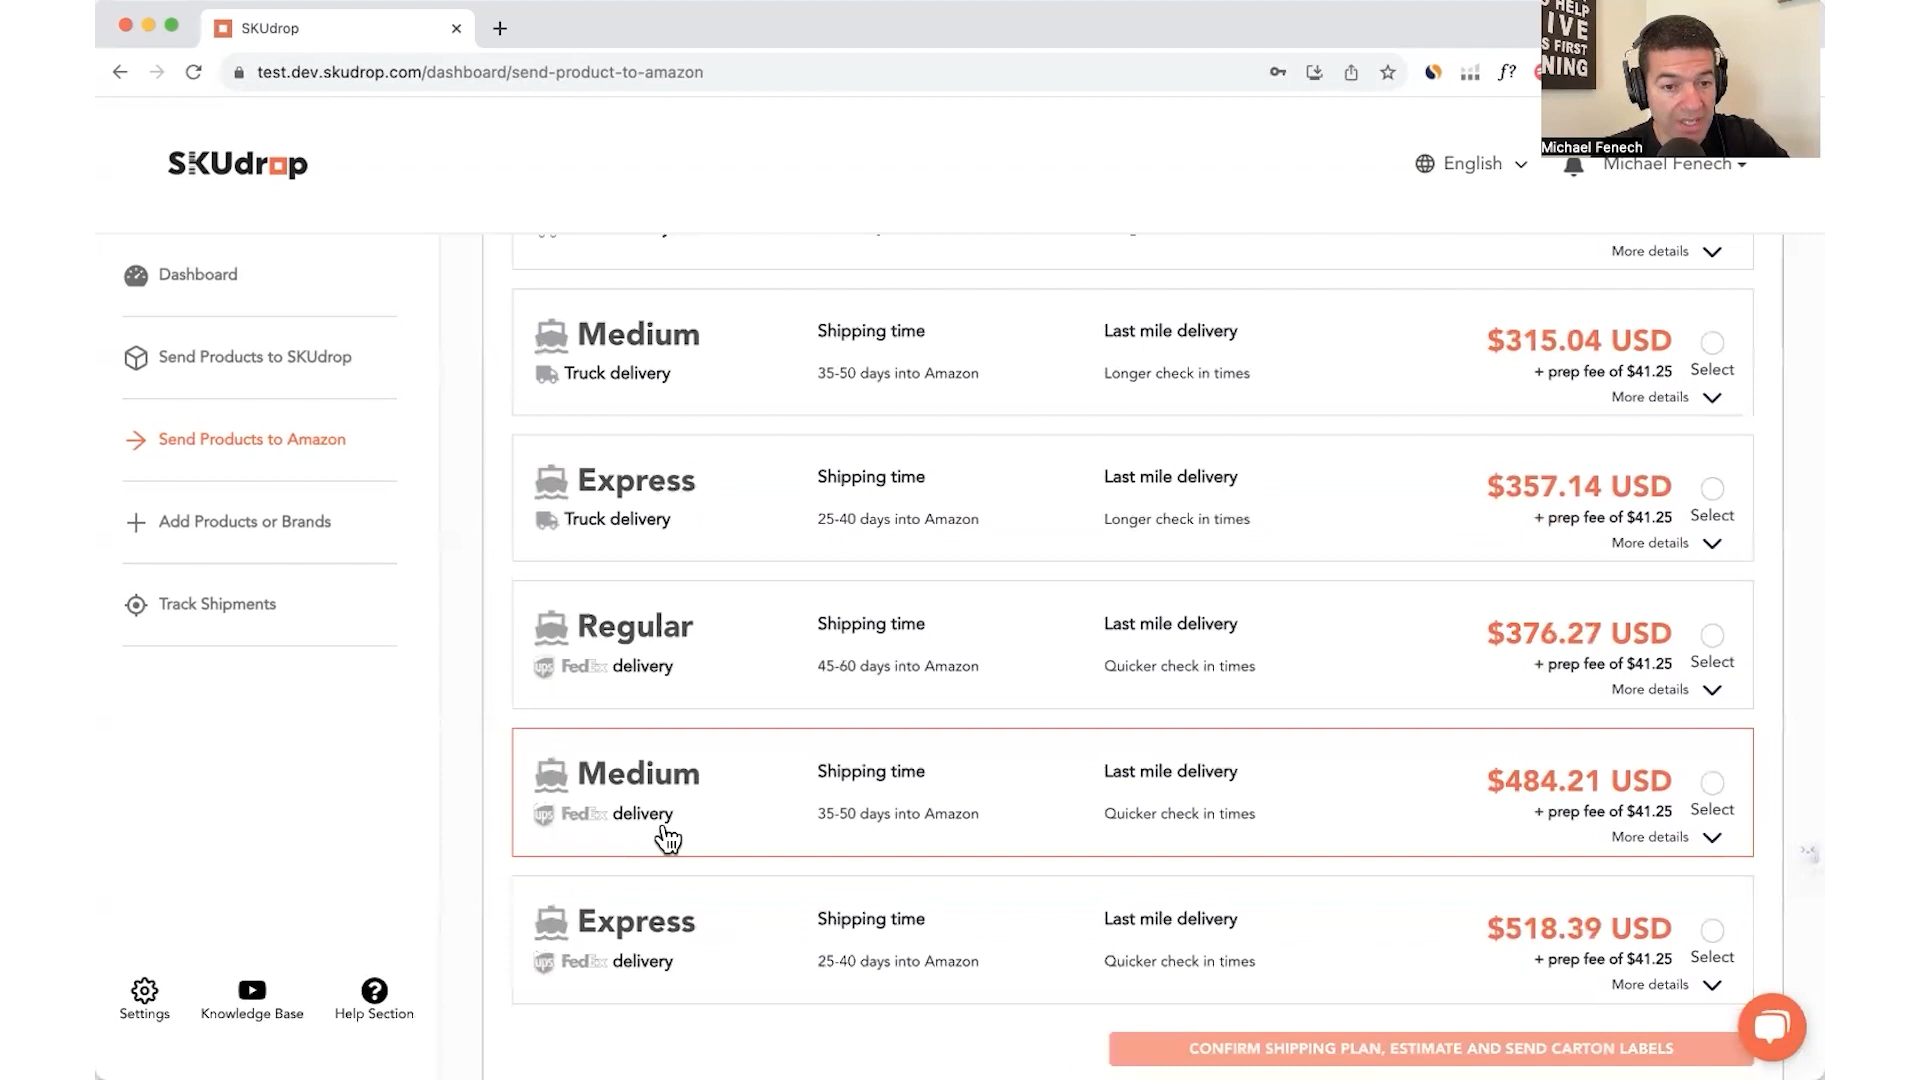 SKUdrop
test.dev.skudrop.com/dashboard/send-product-to-amazon
f?
HELP
IVE
S FIRST
NING
Michael Fenech
SKUdrop
English
Michael Fenech
Dashboard
Send Products to SKUdrop
Send Products to Amazon
Add Products or Brands
Track Shipments
Settings
Knowledge Base
Help Section
More details
Medium
Truck delivery
Shipping time
35-50 days into Amazon
Last mile delivery
Longer check in times
$315.04 USD
+ prep fee of $41.25
Select
More details
Express
Truck delivery
Shipping time
25-40 days into Amazon
Last mile delivery
Longer check in times
$357.14 USD
+ prep fee of $41.25
Select
More details
Regular
ups FedEx delivery
Shipping time
45-60 days into Amazon
Last mile delivery
Quicker check in times
$376.27 USD
+ prep fee of $41.25
Select
More details
Medium
ups FedEx delivery
Shipping time
35-50 days into Amazon
Last mile delivery
Quicker check in times
$484.21 USD
+ prep fee of $41.25
Select
More details
Express
ups FedEx delivery
Shipping time
25-40 days into Amazon
Last mile delivery
Quicker check in times
$518.39 USD
+ prep fee of $41.25
Select
More details
CONFIRM SHIPPING PLAN, ESTIMATE AND SEND CARTON LABELS